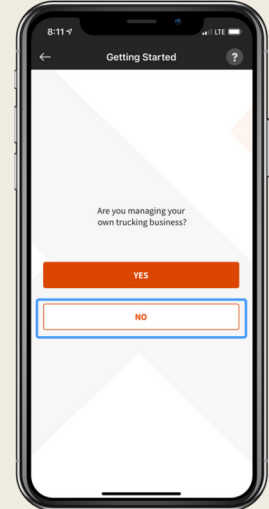 8:11
LTE
Getting Started
?
Are you managing your
own trucking business?
YES
NO